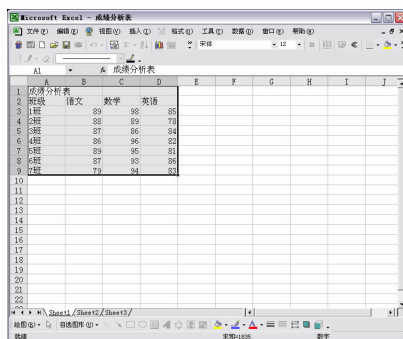 Microsoft Excel - 成绩分析表
文件(F) 编辑(E) 视图(V) 插入(I) 格式(O) 工具(T) 数据(D) 窗口(W) 帮助(H)
宋体 12
A1 fx 成绩分析表
A B C D E F G H I J
1 成绩分析表
2 班级 语文 数学 英语
3 1班 89 98 85
4 2班 88 89 78
5 3班 87 86 84
6 4班 86 96 82
7 5班 89 95 81
8 6班 87 93 86
9 7班 79 94 83
10
11
12
13
14
15
16
17
18
19
20
21
22
Sheet1 Sheet2 Sheet3
绘图(R) 自选图形(U)
就绪 求和=1835 数字